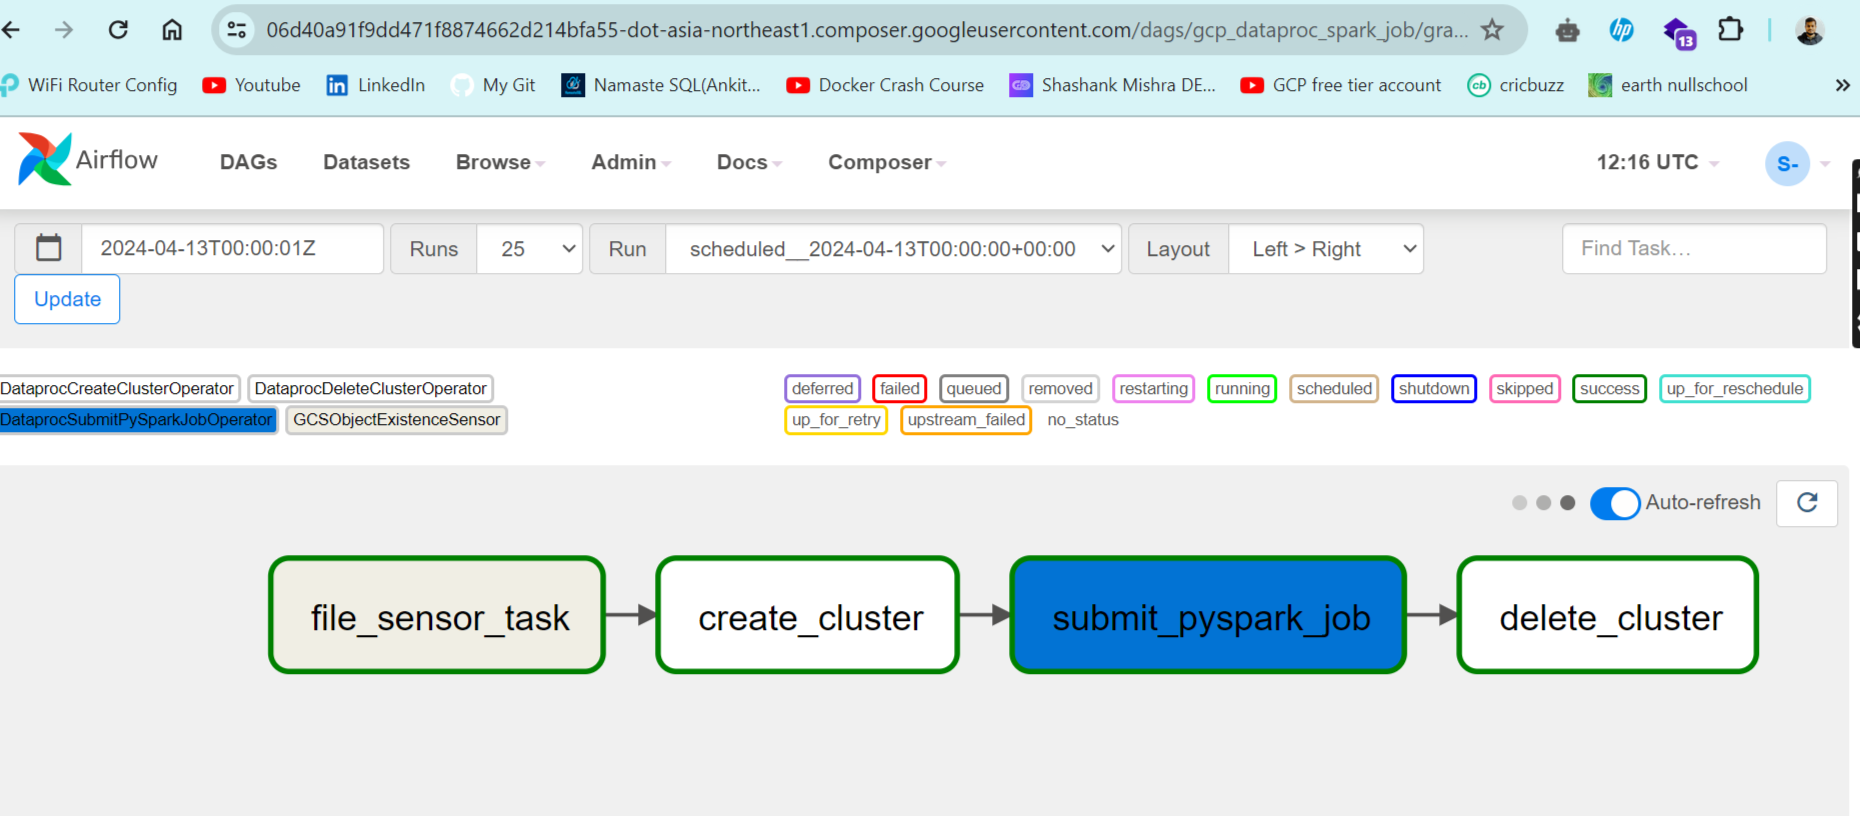 06d40a91f9dd471f8874662d214bfa55-dot-asia-northeast1.composer.googleusercontent.com/dags/gcp_dataproc_spark_job/gra...
13
WiFi Router Config Youtube LinkedIn My Git Namaste SQL(Ankit... Docker Crash Course Shashank Mishra DE... GCP free tier account cricbuzz earth nullschool »
Airflow DAGs Datasets Browse Admin Docs Composer 12:16 UTC S-
2024-04-13T00:00:01Z Runs 25 Run scheduled__2024-04-13T00:00:00+00:00 Layout Left > Right Find Task...
Update
DataprocCreateClusterOperator DataprocDeleteClusterOperator deferred failed queued removed restarting running scheduled shutdown skipped success up_for_reschedule
DataprocSubmitPySparkJobOperator GCSObjectExistenceSensor up_for_retry upstream_failed no_status
Auto-refresh
file_sensor_task create_cluster submit_pyspark_job delete_cluster